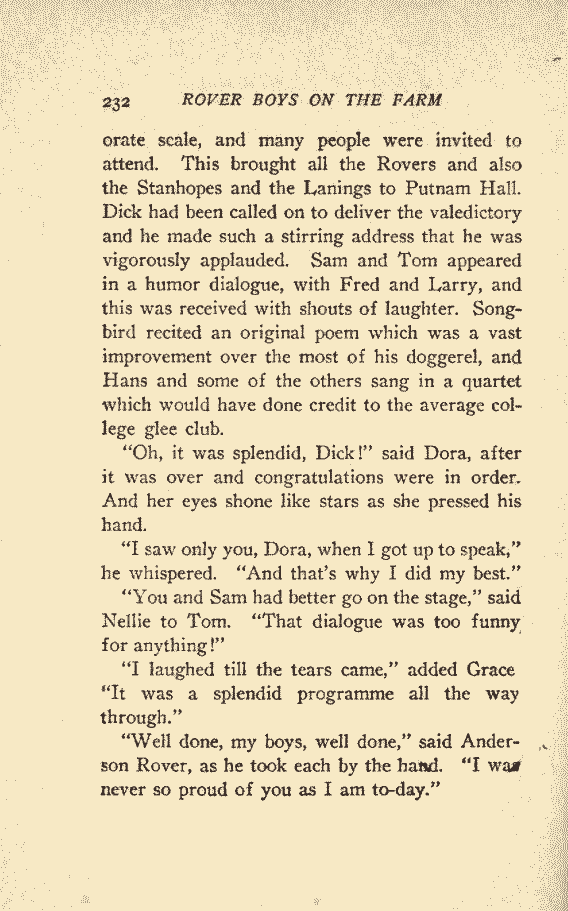 232 ROVER BOYS ON THE FARM
orate scale, and many people were invited to
attend. This brought all the Rovers and also
the Stanhopes and the Lanings to Putnam Hall.
Dick had been called on to deliver the valedictory
and he made such a stirring address that he was
vigorously applauded. Sam and Tom appeared
in a humor dialogue, with Fred and Larry, and
this was received with shouts of laughter. Song-
bird recited an original poem which was a vast
improvement over the most of his doggerel, and
Hans and some of the others sang in a quartet
which would have done credit to the average col-
lege glee club.
"Oh, it was splendid, Dick!" said Dora, after
it was over and congratulations were in order.
And her eyes shone like stars as she pressed his
hand.
"I saw only you, Dora, when I got up to speak,"
he whispered. "And that's why I did my best."
"You and Sam had better go on the stage," said
Nellie to Tom. "That dialogue was too funny
for anything!"
"I laughed till the tears came," added Grace
"It was a splendid programme all the way
through."
"Well done, my boys, well done," said Ander-
son Rover, as he took each by the hand. "I was
never so proud of you as I am to-day."